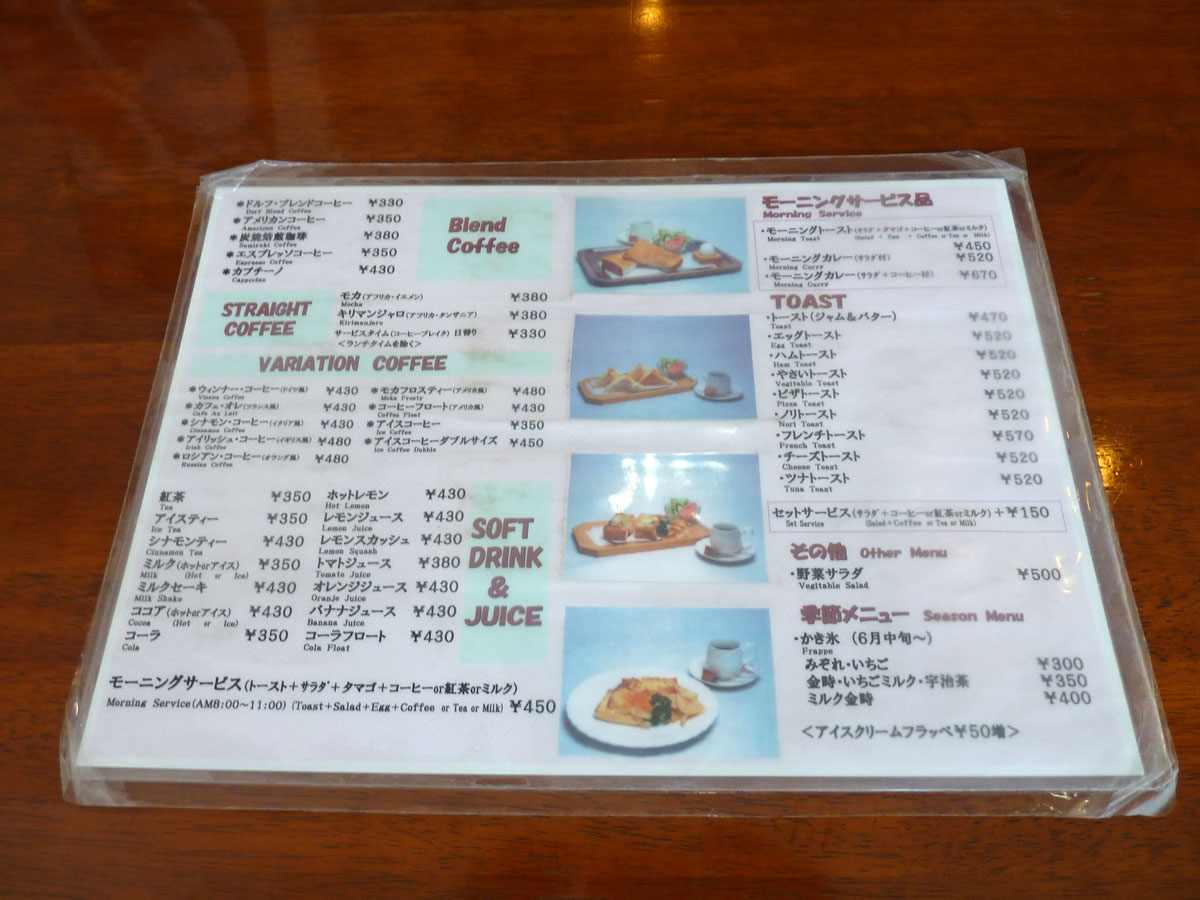 ＊ドルフ・ブレンドコーヒー ￥330
Dorf Blend Coffee
＊アメリカンコーヒー ￥350
American Coffee
＊炭焼焙煎珈琲 ￥380
Sumiyaki Coffee
＊エスプレッソコーヒー ￥350
Espresso Coffee
＊カプチーノ ￥430
Blend
Coffee
STRAIGHT
COFFEE
モカ(アフリカ・イエメン) ￥380
Mocha
キリマンジャロ(アフリカ・タンザニア) ￥380
Kirimanjaro
サービスタイム(コーヒーブレイク) 日替り ￥330
＜ランチタイムを除く＞
VARIATION COFFEE
＊ウィンナー・コーヒー(ドイツ風) ￥430
Vienna Coffee
＊カフェ・オレ(フランス風) ￥430
Cafe Au Lait
＊シナモン・コーヒー(イタリア風) ￥430
Cinnamon Coffee
＊アイリッシュ・コーヒー(イギリス風) ￥480
Irish Coffee
＊ロシアン・コーヒー(オランダ風) ￥480
Russian Coffee
＊モカフロスティー(アメリカ風) ￥480
Moka Frosty
＊コーヒーフロート(アメリカ風) ￥430
Coffee Float
＊アイスコーヒー ￥350
Ice Coffee
＊アイスコーヒーダブルサイズ ￥450
Ice Coffee Dubble
紅茶 ￥350
Tea
アイスティー ￥350
Ice Tea
シナモンティー ￥430
Cinnamon Tea
ミルク(ホットorアイス) ￥350
Milk (Hot or Ice)
ミルクセーキ ￥430
Milk Shake
ココア(ホットorアイス) ￥430
Cocoa (Hot or Ice)
コーラ ￥350
Cola
ホットレモン ￥430
Hot Lemon
レモンジュース ￥430
Lemon Juice
レモンスカッシュ ￥430
Lemon Squash
トマトジュース ￥380
Tomato Juice
オレンジジュース ￥430
Oranje Juice
バナナジュース ￥430
Banana Juice
コーラフロート ￥430
Cola Float
SOFT
DRINK
&
JUICE
モーニングサービス(トースト＋サラダ＋タマゴ＋コーヒーor紅茶orミルク)
Morning Service(AM8:00～11:00) (Toast＋Salad＋Egg＋Coffee or Tea or Milk) ￥450
モーニングサービス品
Morning Service
・モーニングトースト(サラダ＋タマゴ＋コーヒーor紅茶orミルク)
Morning Toast (Salad + Egg + Coffee or Tea or Milk)
￥450
・モーニングカレー(サラダ付) ￥520
Morning Curry
・モーニングカレー(サラダ＋コーヒー付) ￥670
Morning Curry
TOAST
・トースト(ジャム＆バター) ￥470
Toast
・エッグトースト ￥520
Egg Toast
・ハムトースト ￥520
Ham Toast
・やさいトースト ￥520
Vegitable Toast
・ピザトースト ￥520
Pizza Toast
・ノリトースト ￥520
Nori Toast
・フレンチトースト ￥570
French Toast
・チーズトースト ￥520
Cheese Toast
・ツナトースト ￥520
Tuna Toast
セットサービス(サラダ＋コーヒーor紅茶orミルク)＋￥150
Set Service (Salad＋Coffee or Tea or Milk)
その他 Other Menu
・野菜サラダ ￥500
Vegitable Salad
季節メニュー Season Menu
・かき氷 (6月中旬～)
Frappe
みぞれ・いちご ￥300
金時・いちごミルク・宇治茶 ￥350
ミルク金時 ￥400
＜アイスクリームフラッペ￥50増＞